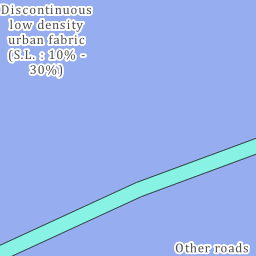 Discontinuous
low density
urban fabric
(S.L. : 10% -
30%)
Other roads